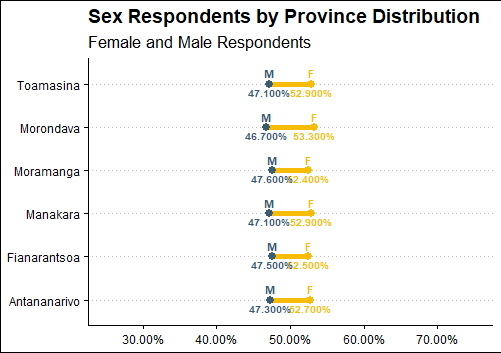 Sex Respondents by Province Distribution
Female and Male Respondents
Toamasina M F
47.100% 52.900%
Morondava M F
46.700% 53.300%
Moramanga M F
47.600% 52.400%
Manakara M F
47.100% 52.900%
Fianarantsoa M F
47.500% 52.500%
Antananarivo M F
47.300% 52.700%
30.00% 40.00% 50.00% 60.00% 70.00%